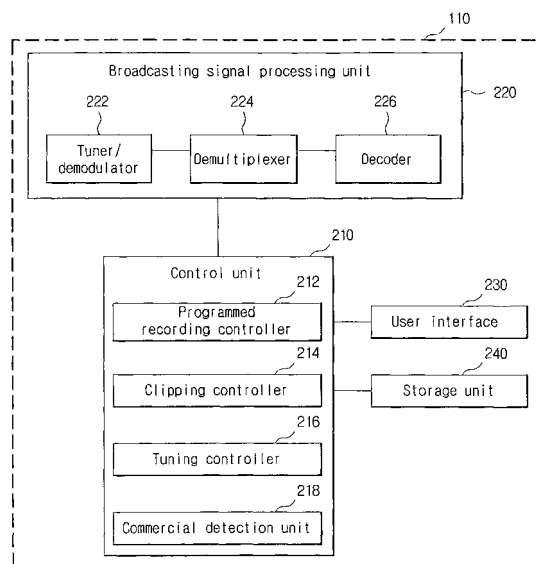 110
Broadcasting signal processing unit
220
222
224
226
Tuner/
demodulator
Demultiplexer
Decoder
210
Control unit
212
Programmed
recording controller
230
User interface
214
Clipping controller
240
Storage unit
216
Tuning controller
218
Commercial detection unit